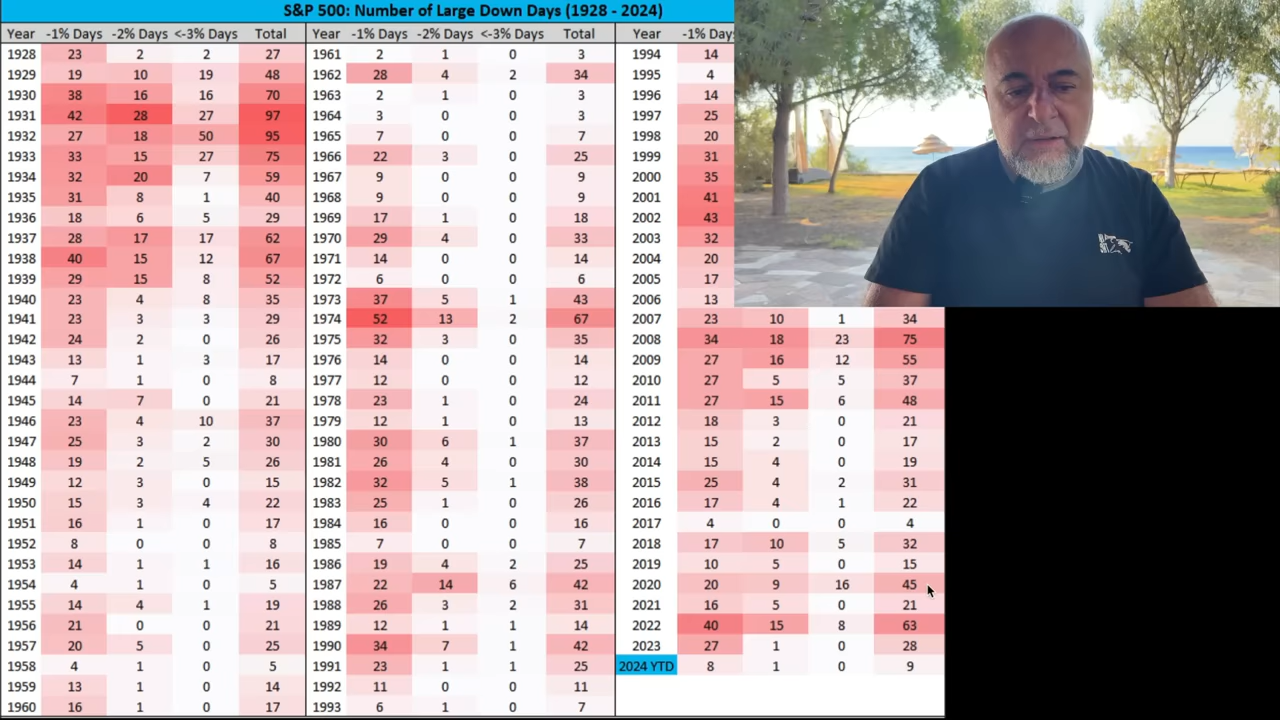 S&P 500: Number of Large Down Days (1928 - 2024)
Year -1% Days -2% Days <-3% Days Total Year -1% Days -2% Days <-3% Days Total Year -1% Days
1928 23 2 2 27 1961 2 1 0 3 1994 14
1929 19 10 19 48 1962 28 4 2 34 1995 4
1930 38 16 16 70 1963 2 1 0 3 1996 14
1931 42 28 27 97 1964 3 0 0 3 1997 25
1932 27 18 50 95 1965 7 0 0 7 1998 20
1933 33 15 27 75 1966 22 3 0 25 1999 31
1934 32 20 7 59 1967 9 0 0 9 2000 35
1935 31 8 1 40 1968 9 0 0 9 2001 41
1936 18 6 5 29 1969 17 1 0 18 2002 43
1937 28 17 17 62 1970 29 4 0 33 2003 32
1938 40 15 12 67 1971 14 0 0 14 2004 20
1939 29 15 8 52 1972 6 0 0 6 2005 17
1940 23 4 8 35 1973 37 5 1 43 2006 13
1941 23 3 3 29 1974 52 13 2 67 2007 23 10 1 34
1942 24 2 0 26 1975 32 3 0 35 2008 34 18 23 75
1943 13 1 3 17 1976 14 0 0 14 2009 27 16 12 55
1944 7 1 0 8 1977 12 0 0 12 2010 27 5 5 37
1945 14 7 0 21 1978 23 1 0 24 2011 27 15 6 48
1946 23 4 10 37 1979 12 1 0 13 2012 18 3 0 21
1947 25 3 2 30 1980 30 6 1 37 2013 15 2 0 17
1948 19 2 5 26 1981 26 4 0 30 2014 15 4 0 19
1949 12 3 0 15 1982 32 5 1 38 2015 25 4 2 31
1950 15 3 4 22 1983 25 1 0 26 2016 17 4 1 22
1951 16 1 0 17 1984 16 0 0 16 2017 4 0 0 4
1952 8 0 0 8 1985 7 0 0 7 2018 17 10 5 32
1953 14 1 1 16 1986 19 4 2 25 2019 10 5 0 15
1954 4 1 0 5 1987 22 14 6 42 2020 20 9 16 45
1955 14 4 1 19 1988 26 3 2 31 2021 16 5 0 21
1956 21 0 0 21 1989 12 1 1 14 2022 40 15 8 63
1957 20 5 0 25 1990 34 7 1 42 2023 27 1 0 28
1958 4 1 0 5 1991 23 1 1 25 2024 YTD 8 1 0 9
1959 13 1 0 14 1992 11 0 0 11
1960 16 1 0 17 1993 6 1 0 7